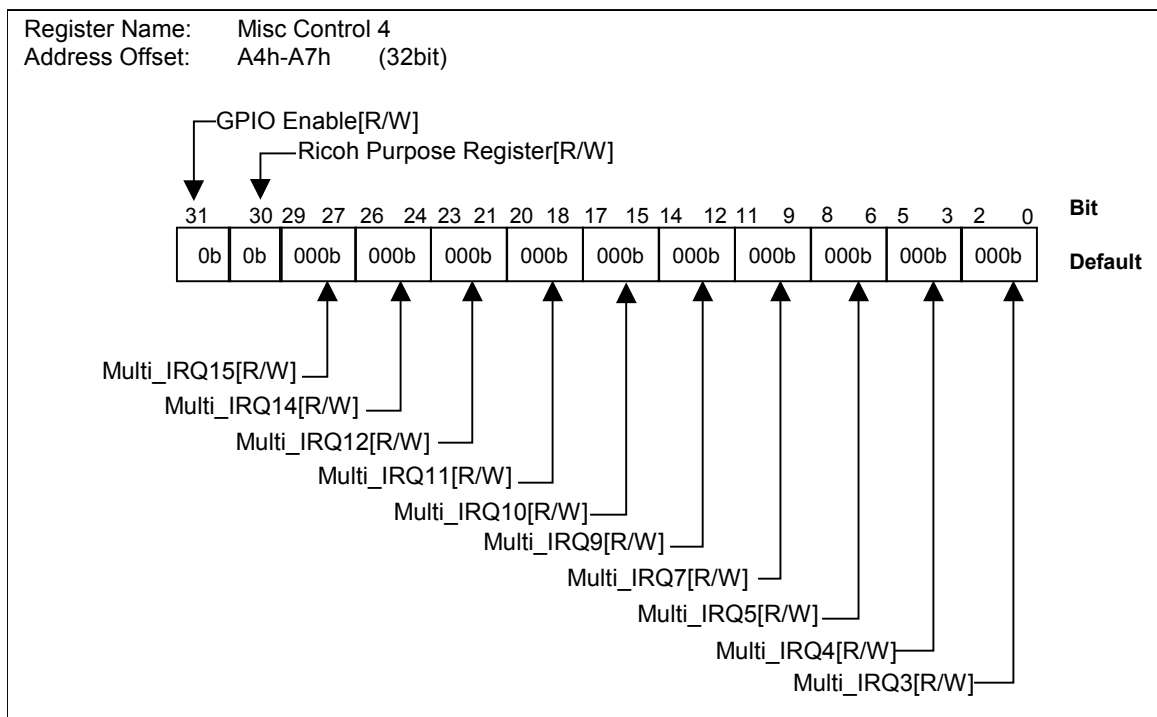 Register Name: Misc Control 4
Address Offset: A4h-A7h (32bit)
GPIO Enable[R/W]
Ricoh Purpose Register[R/W]
31 30 29 27 26 24 23 21 20 18 17 15 14 12 11 9 8 6 5 3 2 0 Bit
0b 0b 000b 000b 000b 000b 000b 000b 000b 000b 000b 000b Default
Multi_IRQ15[R/W]
Multi_IRQ14[R/W]
Multi_IRQ12[R/W]
Multi_IRQ11[R/W]
Multi_IRQ10[R/W]
Multi_IRQ9[R/W]
Multi_IRQ7[R/W]
Multi_IRQ5[R/W]
Multi_IRQ4[R/W]
Multi_IRQ3[R/W]